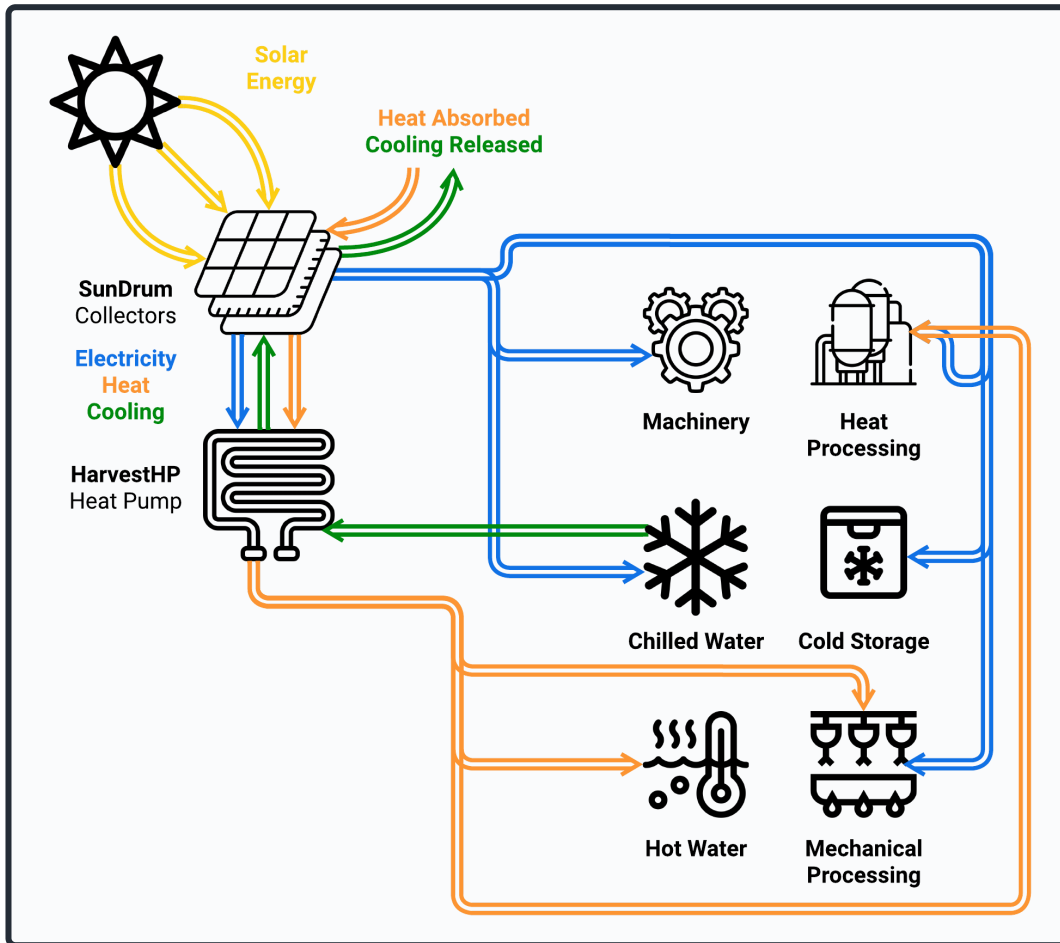 Solar
Energy
Heat Absorbed
Cooling Released
SunDrum
Collectors
Electricity
Heat
Cooling
HarvestHP
Heat Pump
Machinery
Heat
Processing
Chilled Water
Cold Storage
Hot Water
Mechanical
Processing